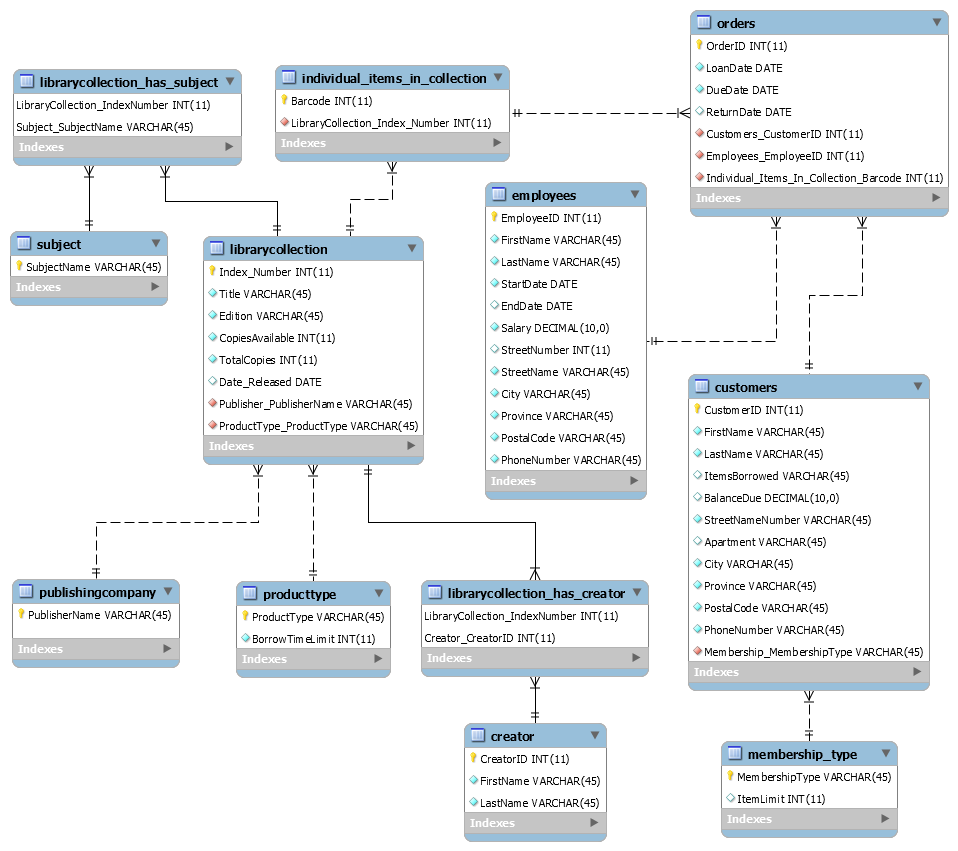 orders
OrderID INT(11)
LoanDate DATE
DueDate DATE
ReturnDate DATE
Customers_CustomerID INT(11)
Employees_EmployeeID INT(11)
Individual_Items_In_Collection_Barcode INT(11)
Indexes
librarycollection_has_subject
LibraryCollection_IndexNumber INT(11)
Subject_SubjectName VARCHAR(45)
Indexes
individual_items_in_collection
Barcode INT(11)
LibraryCollection_Index_Number INT(11)
Indexes
employees
EmployeeID INT(11)
FirstName VARCHAR(45)
LastName VARCHAR(45)
StartDate DATE
EndDate DATE
Salary DECIMAL(10,0)
StreetNumber INT(11)
StreetName VARCHAR(45)
City VARCHAR(45)
Province VARCHAR(45)
PostalCode VARCHAR(45)
PhoneNumber VARCHAR(45)
Indexes
subject
SubjectName VARCHAR(45)
Indexes
librarycollection
Index_Number INT(11)
Title VARCHAR(45)
Edition VARCHAR(45)
CopiesAvailable INT(11)
TotalCopies INT(11)
Date_Released DATE
Publisher_PublisherName VARCHAR(45)
ProductType_ProductType VARCHAR(45)
Indexes
customers
CustomerID INT(11)
FirstName VARCHAR(45)
LastName VARCHAR(45)
ItemsBorrowed VARCHAR(45)
BalanceDue DECIMAL(10,0)
StreetNameNumber VARCHAR(45)
Apartment VARCHAR(45)
City VARCHAR(45)
Province VARCHAR(45)
PostalCode VARCHAR(45)
PhoneNumber VARCHAR(45)
Membership_MembershipType VARCHAR(45)
Indexes
publishingcompany
PublisherName VARCHAR(45)
Indexes
producttype
ProductType VARCHAR(45)
BorrowTimeLimit INT(11)
Indexes
librarycollection_has_creator
LibraryCollection_IndexNumber INT(11)
Creator_CreatorID INT(11)
Indexes
creator
CreatorID INT(11)
FirstName VARCHAR(45)
LastName VARCHAR(45)
Indexes
membership_type
MembershipType VARCHAR(45)
ItemLimit INT(11)
Indexes